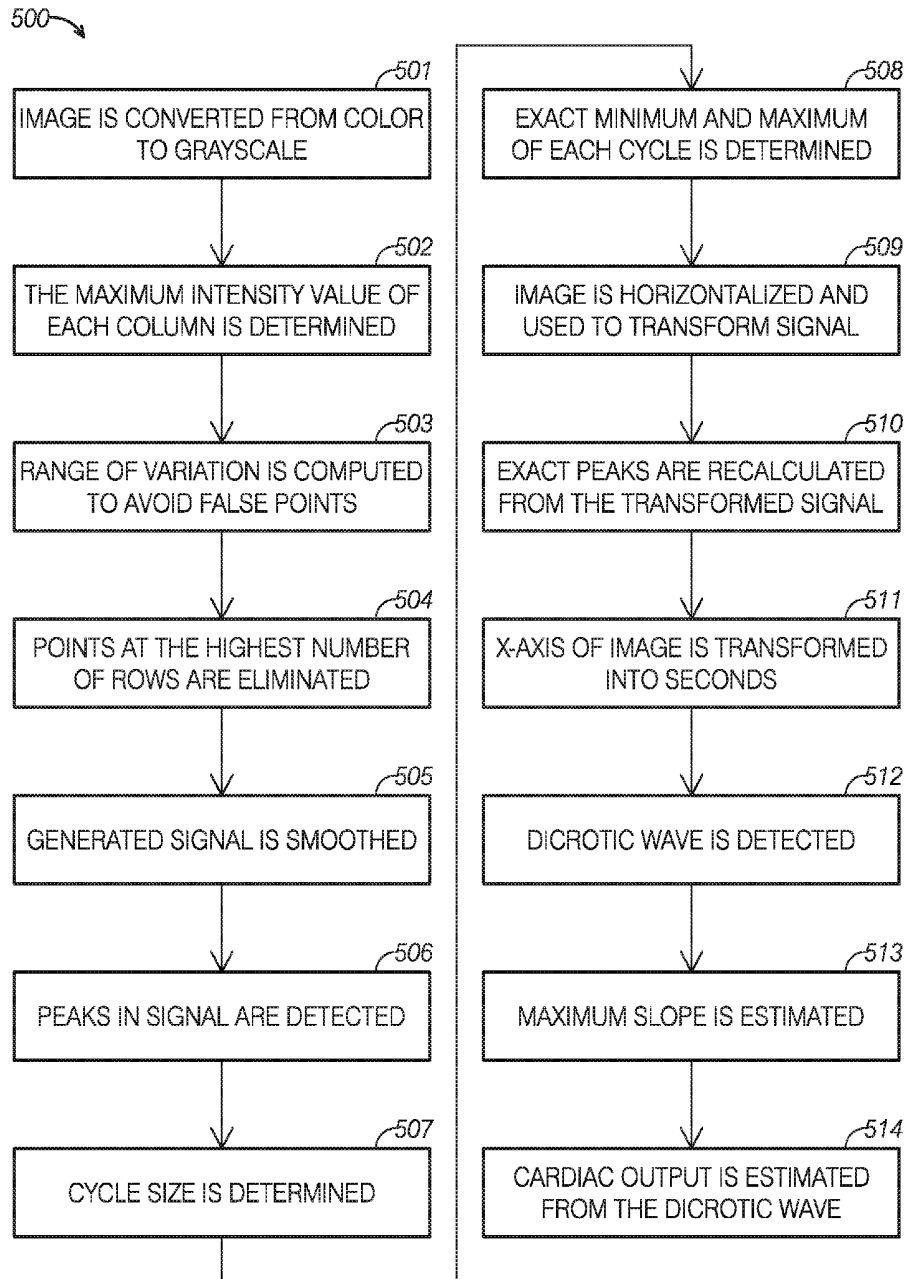 500
501
IMAGE IS CONVERTED FROM COLOR
TO GRAYSCALE
502
THE MAXIMUM INTENSITY VALUE OF
EACH COLUMN IS DETERMINED
503
RANGE OF VARIATION IS COMPUTED
TO AVOID FALSE POINTS
504
POINTS AT THE HIGHEST NUMBER
OF ROWS ARE ELIMINATED
505
GENERATED SIGNAL IS SMOOTHED
506
PEAKS IN SIGNAL ARE DETECTED
507
CYCLE SIZE IS DETERMINED
508
EXACT MINIMUM AND MAXIMUM
OF EACH CYCLE IS DETERMINED
509
IMAGE IS HORIZONTALIZED AND
USED TO TRANSFORM SIGNAL
510
EXACT PEAKS ARE RECALCULATED
FROM THE TRANSFORMED SIGNAL
511
X-AXIS OF IMAGE IS TRANSFORMED
INTO SECONDS
512
DICROTIC WAVE IS DETECTED
513
MAXIMUM SLOPE IS ESTIMATED
514
CARDIAC OUTPUT IS ESTIMATED
FROM THE DICROTIC WAVE